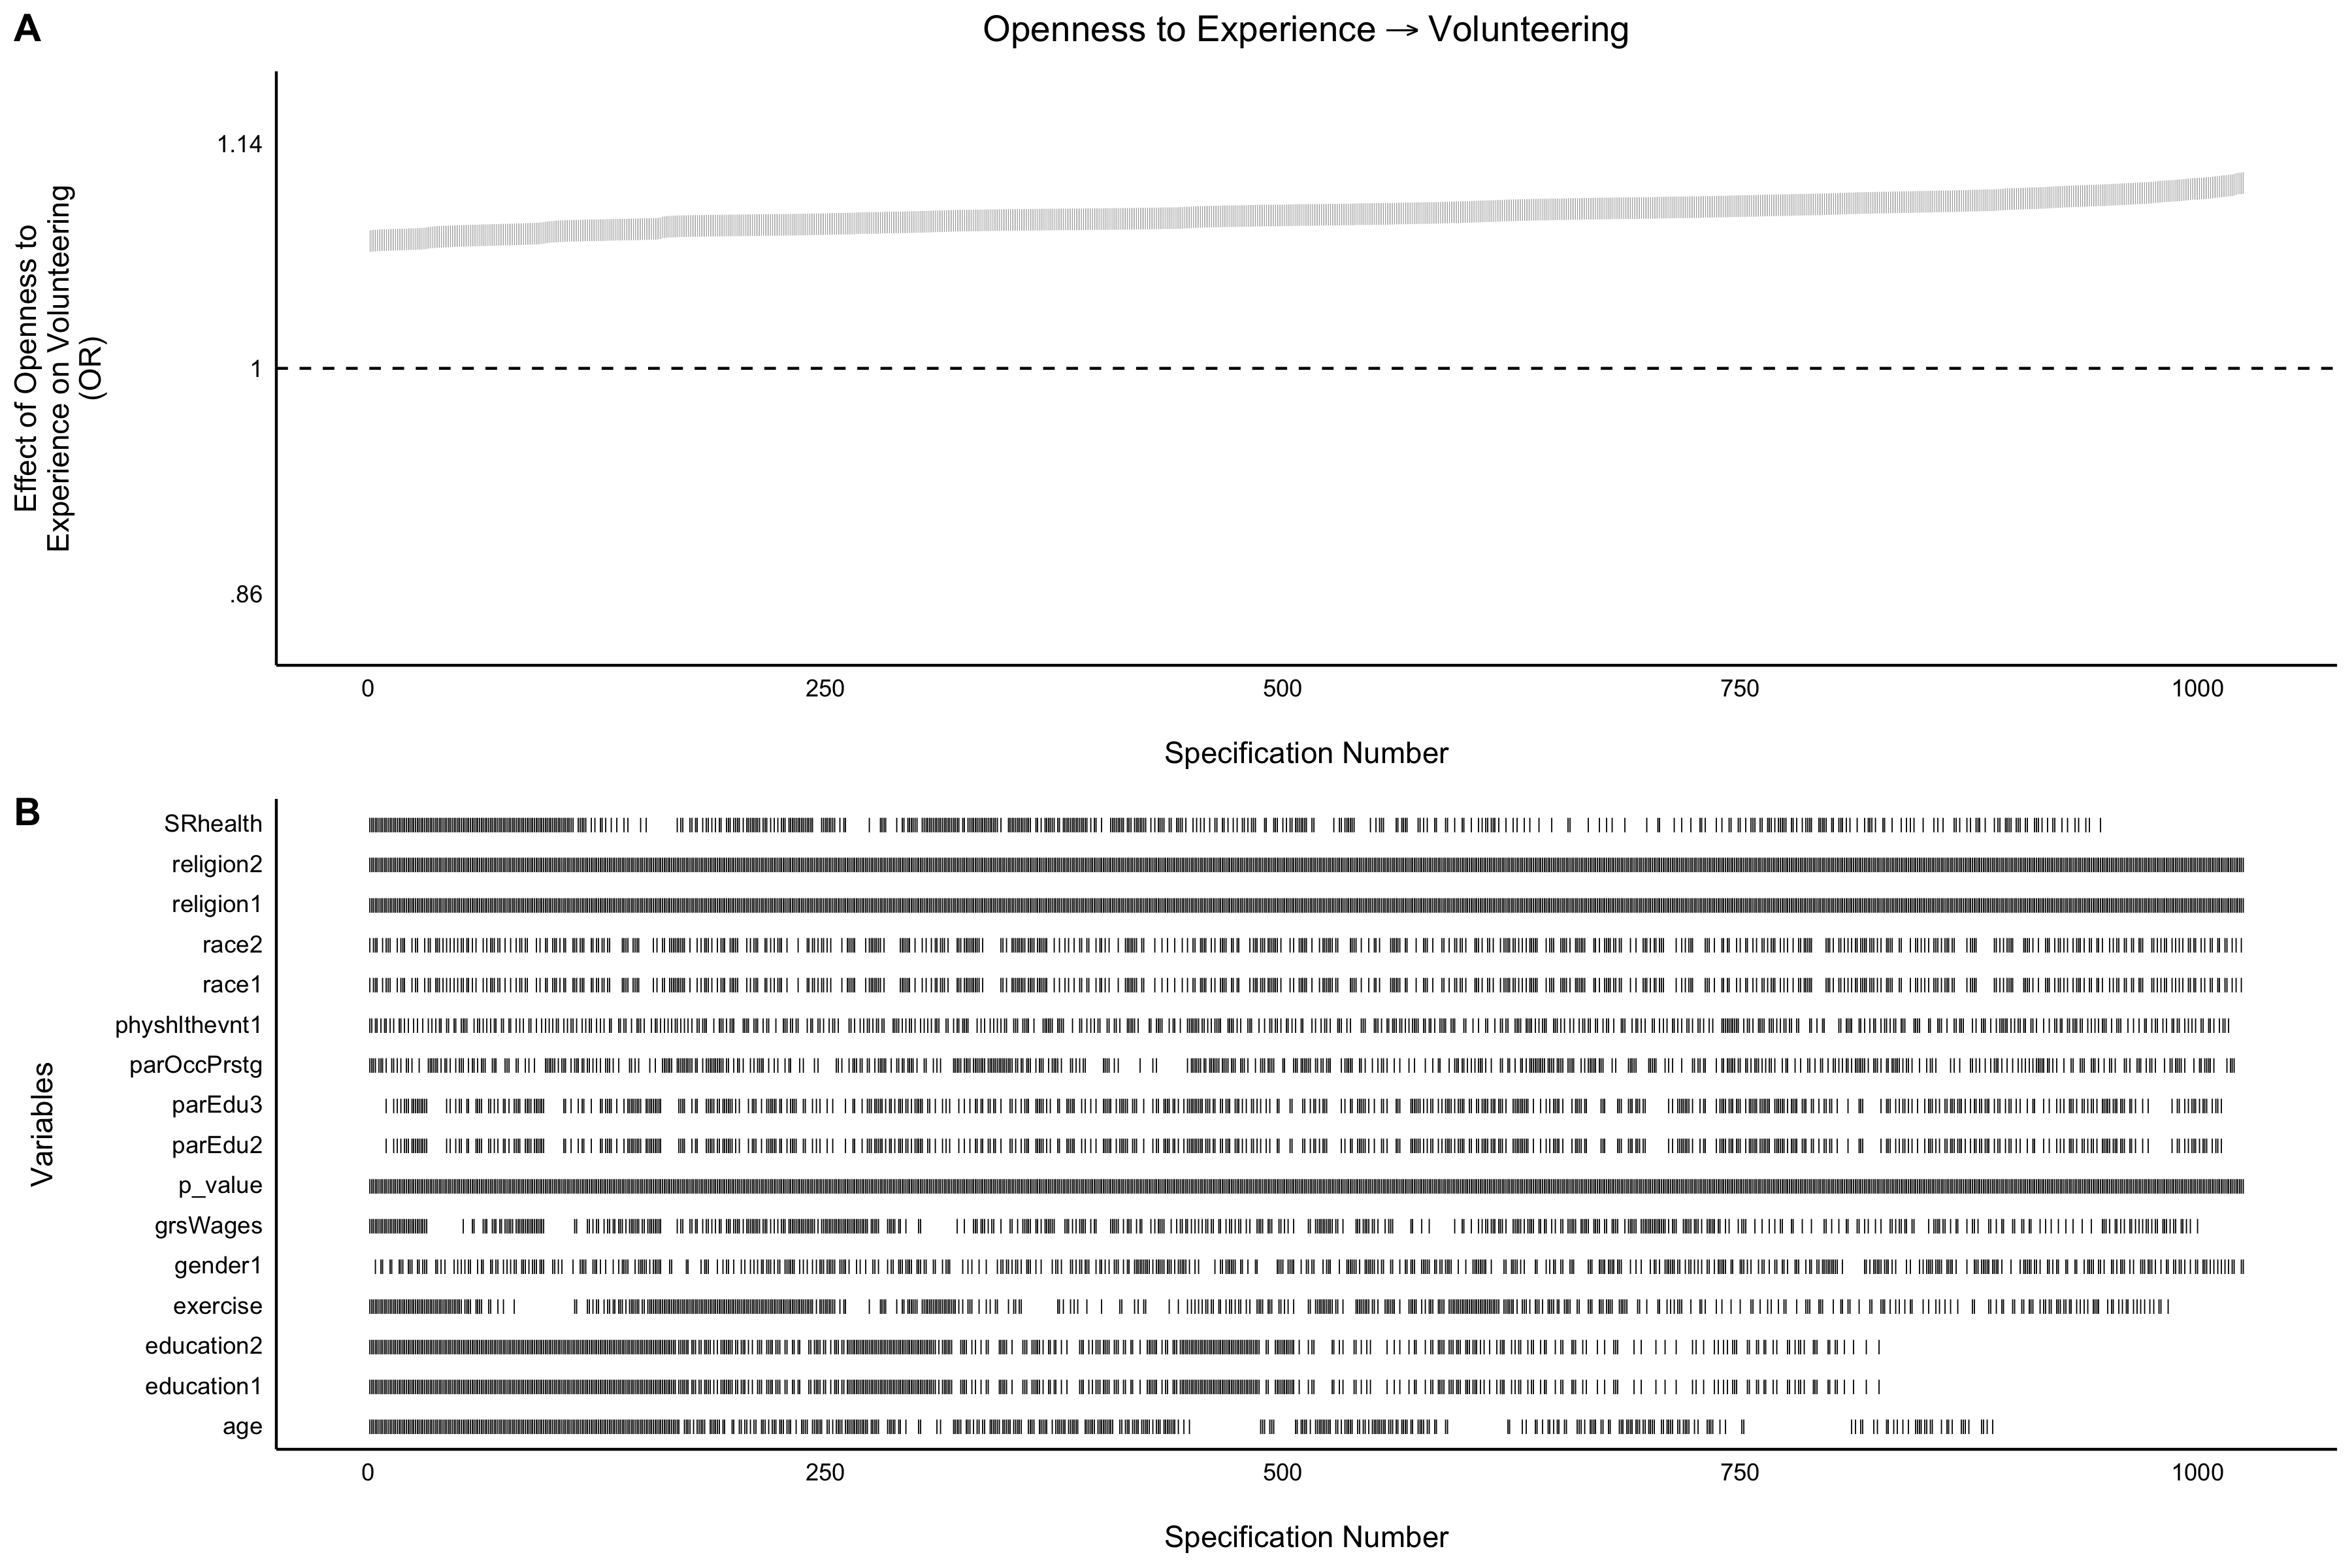 A
Openness to Experience → Volunteering
Effect of Openness to
Experience on Volunteering
(OR)
1.14
1
.86
0 250 500 750 1000
Specification Number
B
Variables
SRhealth
religion2
religion1
race2
race1
physhlthevnt1
parOccPrstg
parEdu3
parEdu2
p_value
grsWages
gender1
exercise
education2
education1
age
0 250 500 750 1000
Specification Number